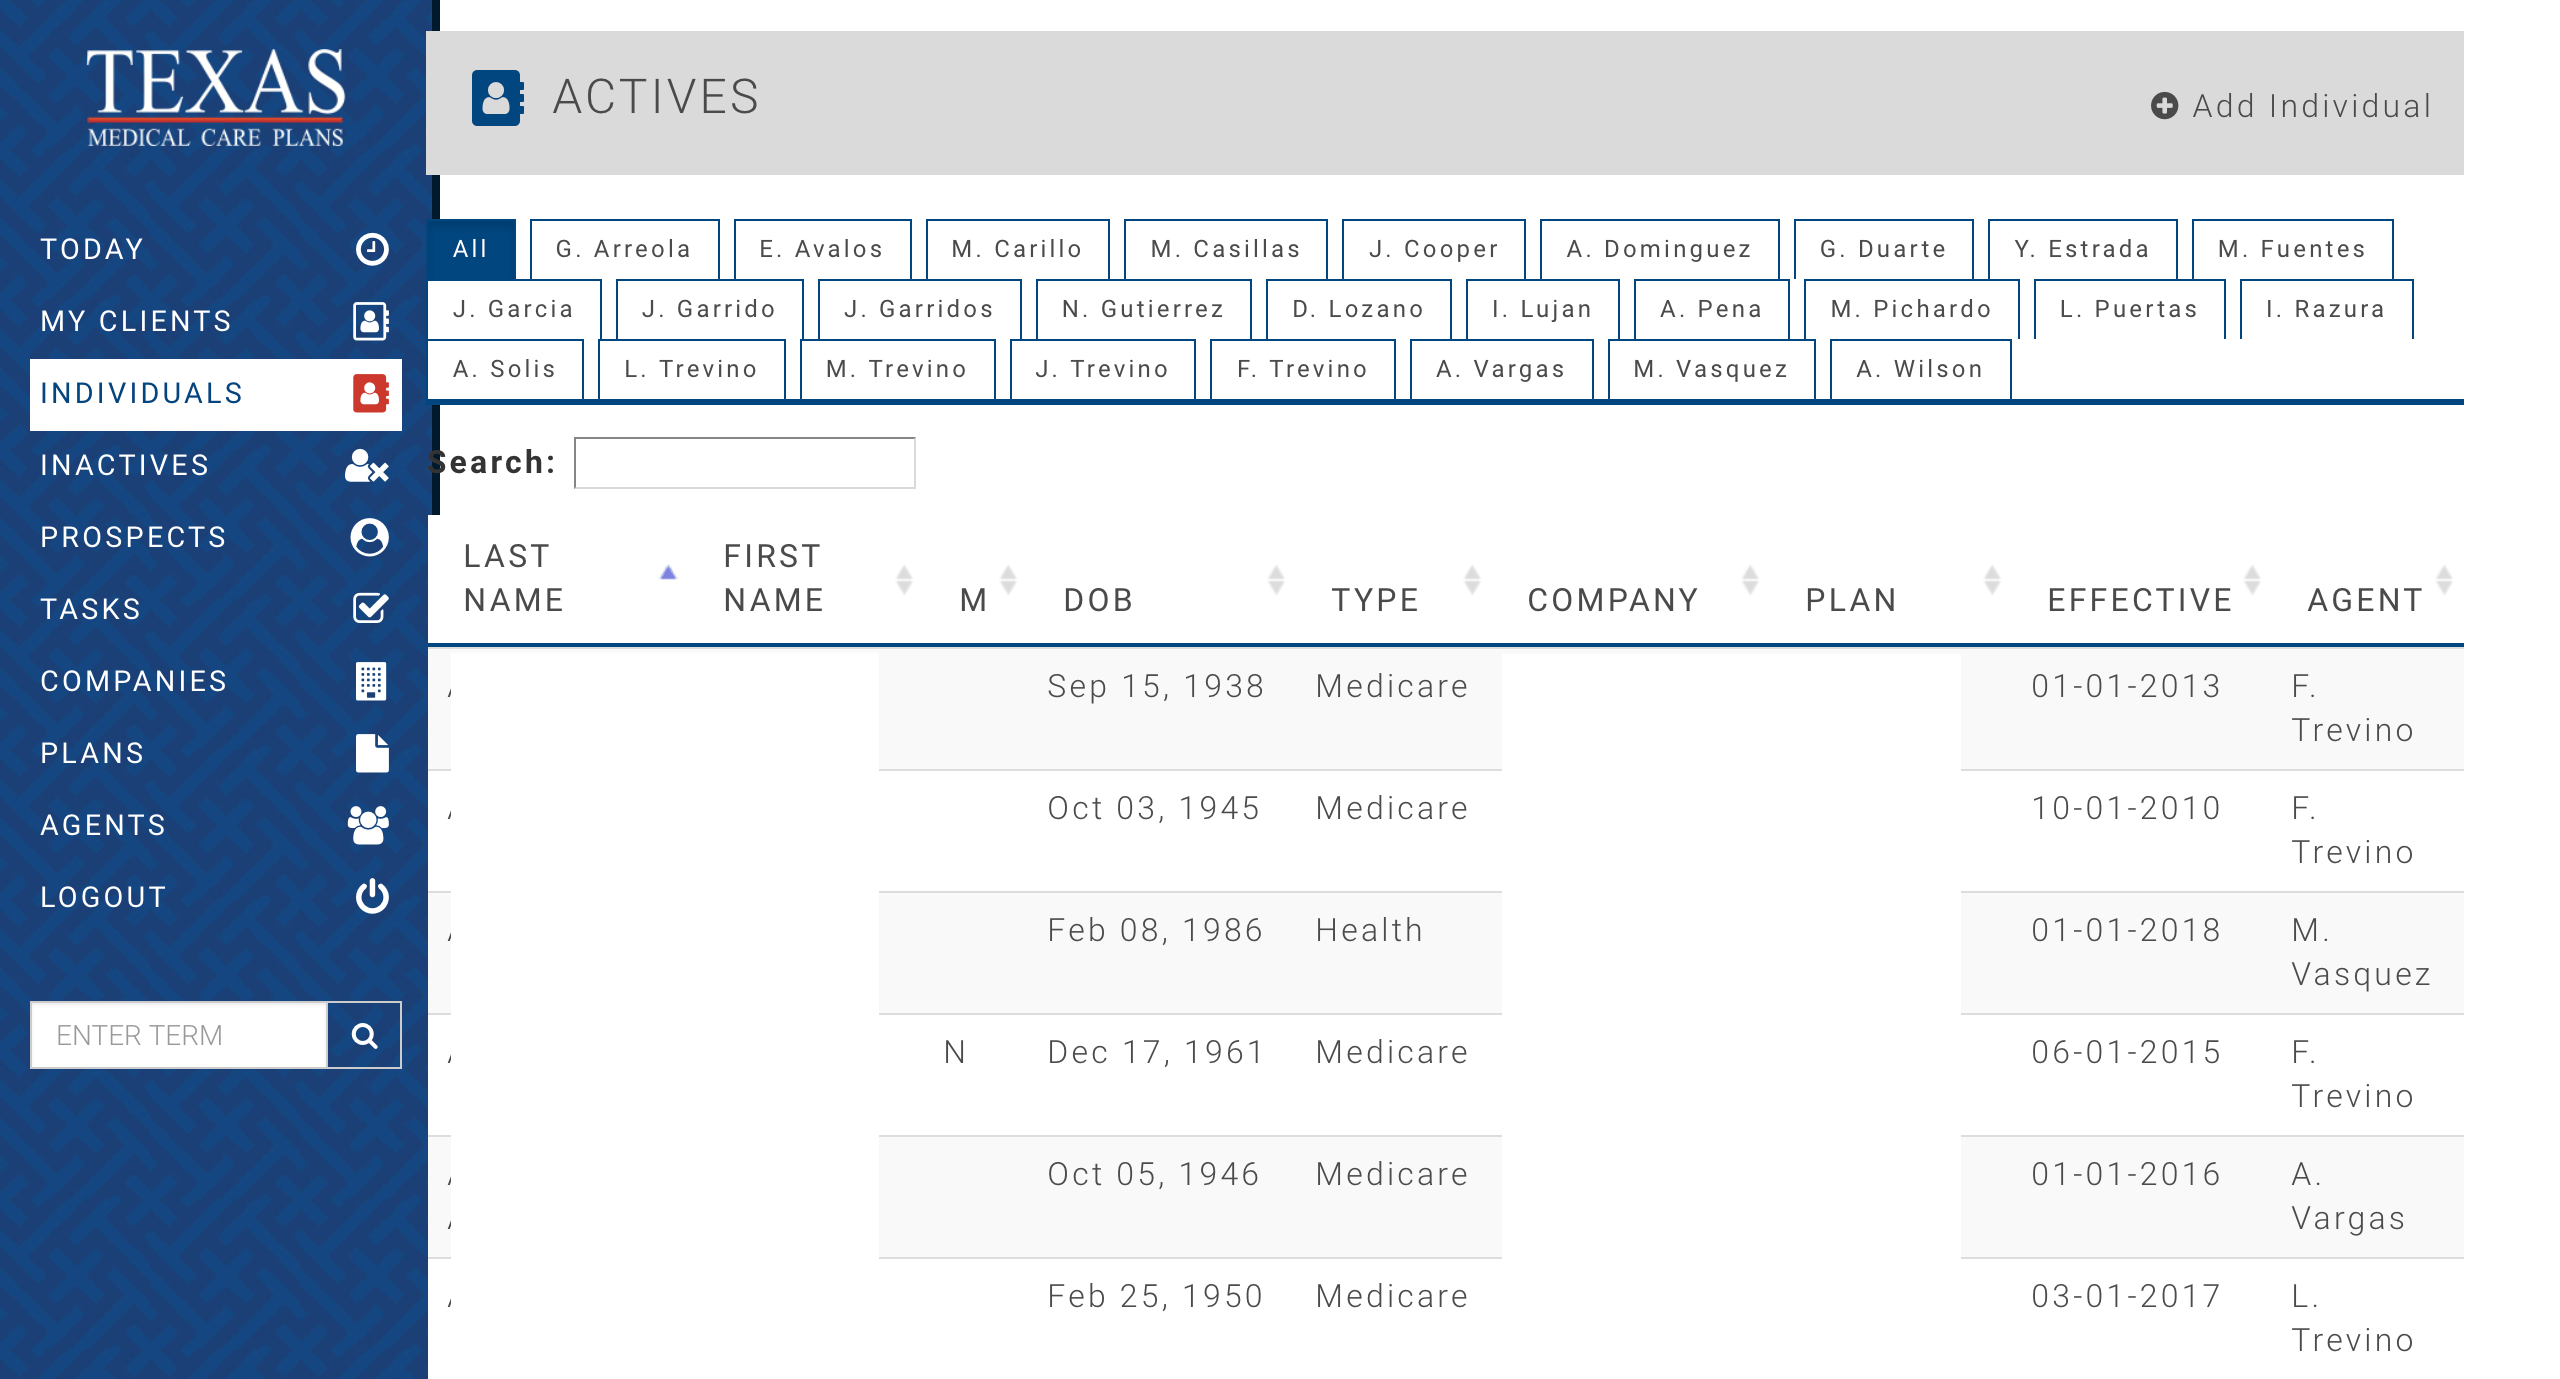 TEXAS
MEDICAL CARE PLANS
TODAY
MY CLIENTS
INDIVIDUALS
INACTIVES
PROSPECTS
TASKS
COMPANIES
PLANS
AGENTS
LOGOUT
ENTER TERM
ACTIVES
Add Individual
All G. Arreola E. Avalos M. Carillo M. Casillas J. Cooper A. Dominguez G. Duarte Y. Estrada M. Fuentes
J. Garcia J. Garrido J. Garridos N. Gutierrez D. Lozano I. Lujan A. Pena M. Pichardo L. Puertas I. Razura
A. Solis L. Trevino M. Trevino J. Trevino F. Trevino A. Vargas M. Vasquez A. Wilson
Search:
LAST NAME FIRST NAME M DOB TYPE COMPANY PLAN EFFECTIVE AGENT
Sep 15, 1938 Medicare 01-01-2013 F. Trevino
Oct 03, 1945 Medicare 10-01-2010 F. Trevino
Feb 08, 1986 Health 01-01-2018 M. Vasquez
N Dec 17, 1961 Medicare 06-01-2015 F. Trevino
Oct 05, 1946 Medicare 01-01-2016 A. Vargas
Feb 25, 1950 Medicare 03-01-2017 L. Trevino